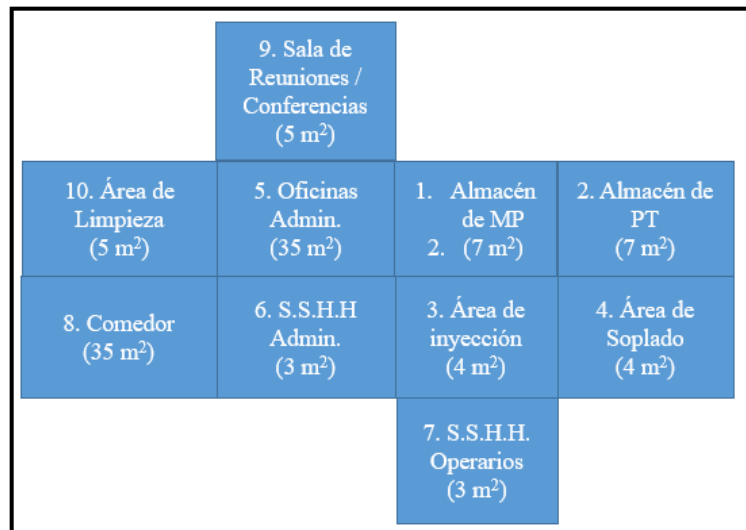 9. Sala de
Reuniones /
Conferencias
(5 m²)
10. Área de
Limpieza
(5 m²)
5. Oficinas
Admin.
(35 m²)
1. Almacén
de MP
2. (7 m²)
2. Almacén de
PT
(7 m²)
8. Comedor
(35 m²)
6. S.S.H.H
Admin.
(3 m²)
3. Área de
inyección
(4 m²)
4. Área de
Soplado
(4 m²)
7. S.S.H.H.
Operarios
(3 m²)